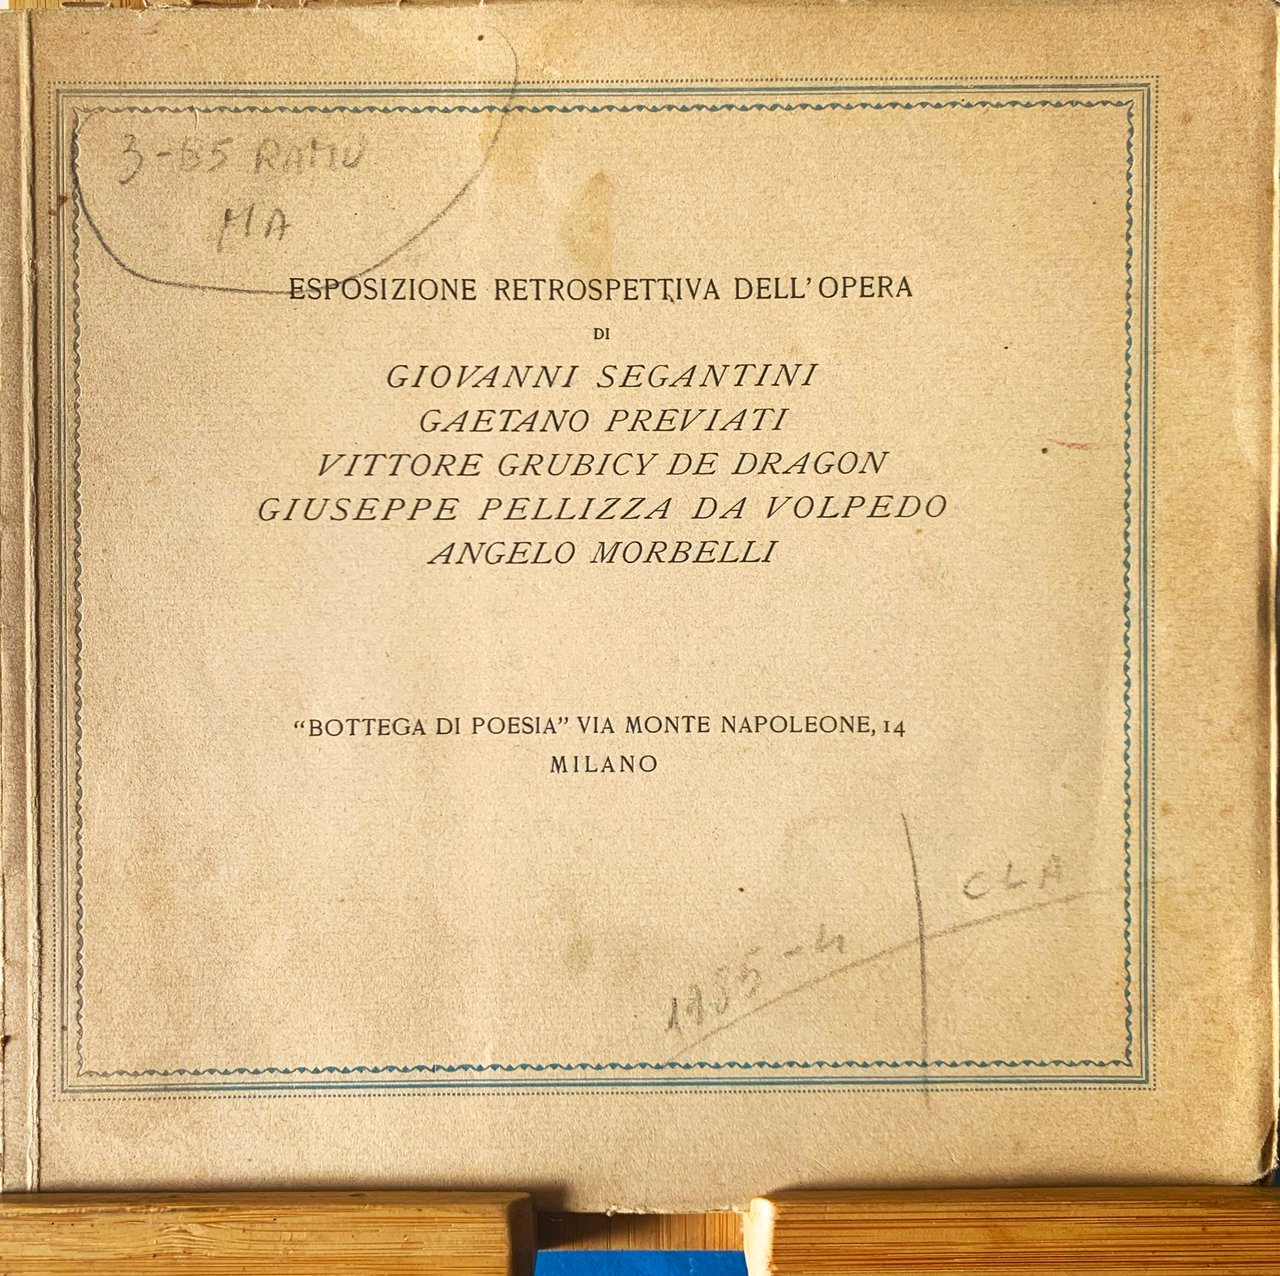 3-65 RAMU
MA
ESPOSIZIONE RETROSPETTIVA DELL'OPERA
DI
GIOVANNI SEGANTINI
GAETANO PREVIATI
VITTORE GRUBICY DE DRAGON
GIUSEPPE PELLIZZA DA VOLPEDO
ANGELO MORBELLI
“BOTTEGA DI POESIA” VIA MONTE NAPOLEONE, 14
MILANO
CLA